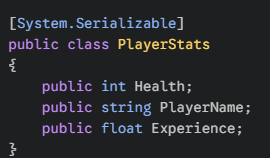 [System.Serializable]
public class PlayerStats
{
    public int Health;
    public string PlayerName;
    public float Experience;
}